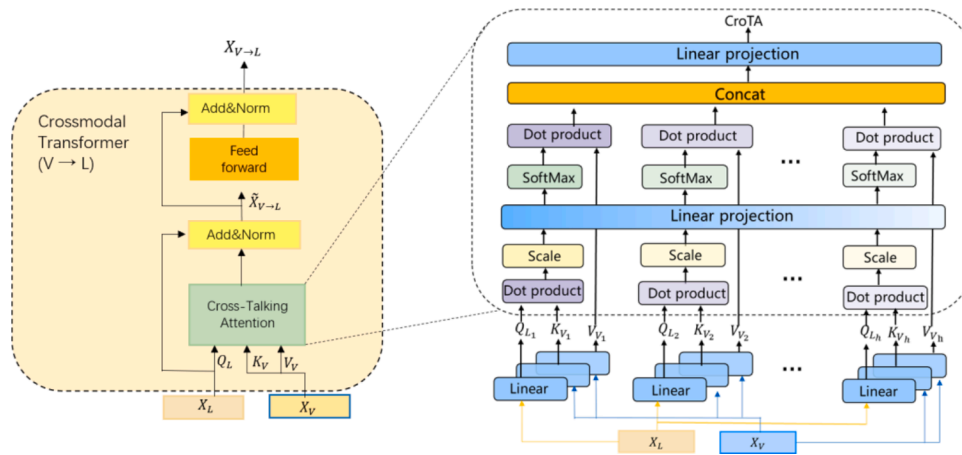 X_{V→L}
Add&Norm
Crossmodal
Transformer
(V → L)
Feed
forward
X̃_{V→L}
Add&Norm
Cross-Talking
Attention
Q_L K_V V_V
X_L X_V
CroTA
Linear projection
Concat
Dot product Dot product Dot product
...
SoftMax SoftMax SoftMax
Linear projection
Scale Scale Scale
...
Dot product Dot product Dot product
Q_{L_1} K_{V_1} V_{V_1} Q_{L_2} K_{V_2} V_{V_2} Q_{L_h} K_{V_h} V_{V_h}
...
Linear Linear Linear
X_L X_V